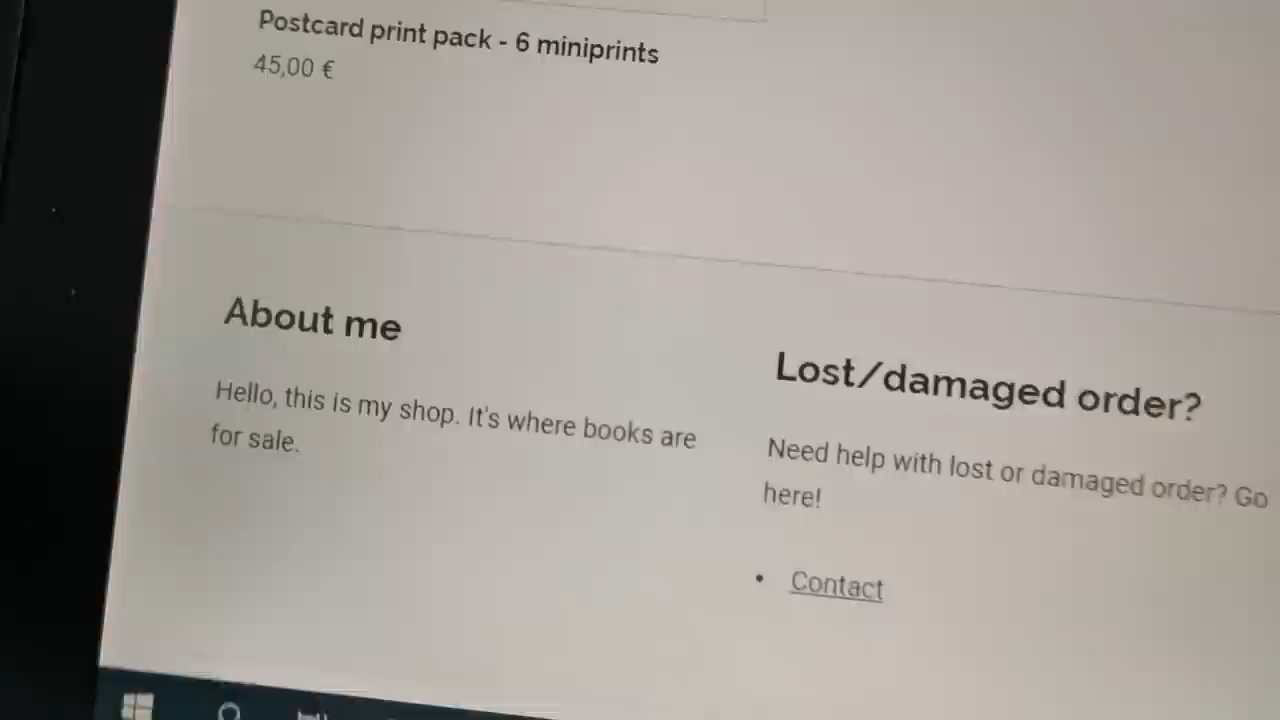 Postcard print pack - 6 miniprints
45,00 €
About me
Hello, this is my shop. It's where books are
for sale.
Lost/damaged order?
Need help with lost or damaged order? Go
here!
• Contact